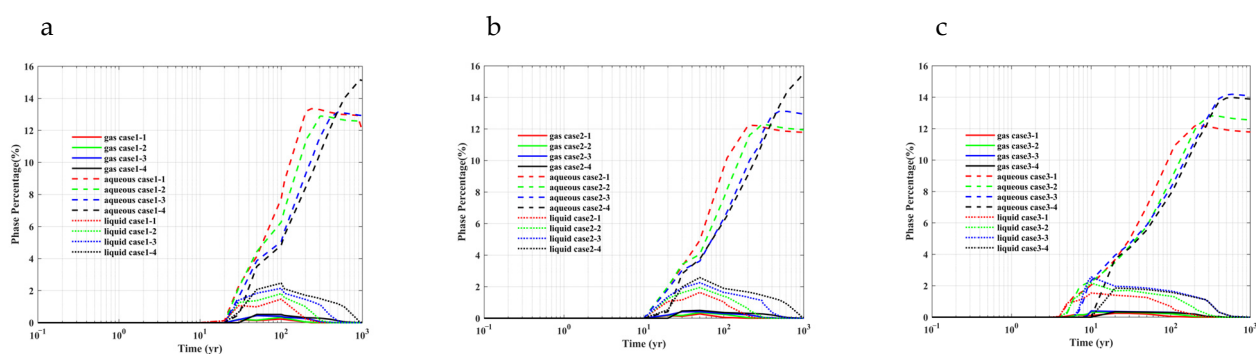 a
b
c
Phase Percentage(%)
16
14
12
10
8
6
4
2
0
gas case1-1
gas case1-2
gas case1-3
gas case1-4
aqueous case1-1
aqueous case1-2
aqueous case1-3
aqueous case1-4
liquid case1-1
liquid case1-2
liquid case1-3
liquid case1-4
10-1
100
101
102
103
Time (yr)
Phase Percentage(%)
16
14
12
10
8
6
4
2
0
gas case2-1
gas case2-2
gas case2-3
gas case2-4
aqueous case2-1
aqueous case2-2
aqueous case2-3
aqueous case2-4
liquid case2-1
liquid case2-2
liquid case2-3
liquid case2-4
10-1
100
101
102
103
Time (yr)
Phase Percentage(%)
16
14
12
10
8
6
4
2
0
gas case3-1
gas case3-2
gas case3-3
gas case3-4
aqueous case3-1
aqueous case3-2
aqueous case3-3
aqueous case3-4
liquid case3-1
liquid case3-2
liquid case3-3
liquid case3-4
10-1
100
101
102
103
Time (yr)